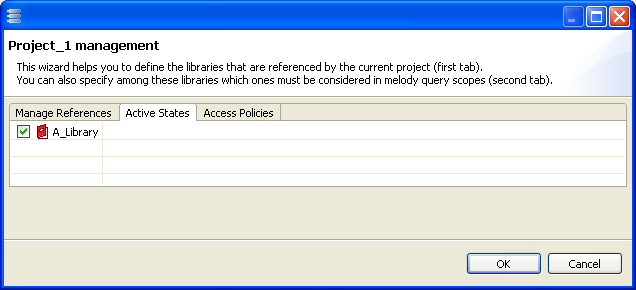 Project_1 management
This wizard helps you to define the libraries that are referenced by the current project (first tab).
You can also specify among these libraries which ones must be considered in melody query scopes (second tab).
Manage References Active States Access Policies
A_Library
OK Cancel